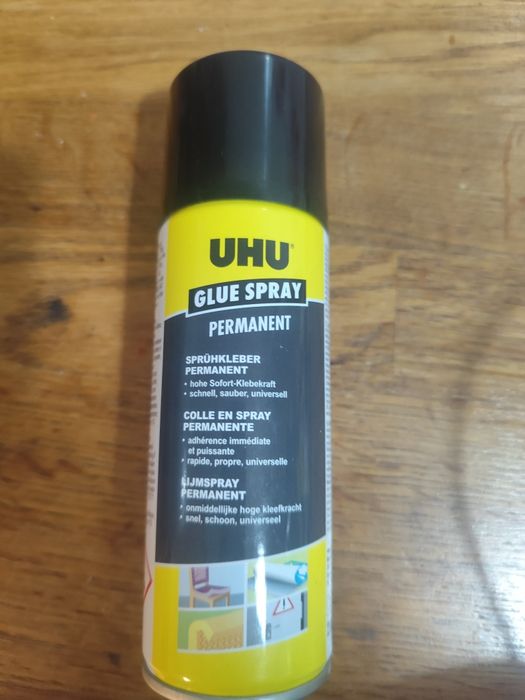 UHU®
GLUE SPRAY
PERMANENT
SPRÜHKLEBER
PERMANENT
• hohe Sofort-Klebekraft
• schnell, sauber, universell
COLLE EN SPRAY
PERMANENTE
• adhérence immédiate
et puissante
• rapide, propre, universelle
LIJMSPRAY
PERMANENT
• onmiddellijke hoge kleefkracht
• snel, schoon, universeel